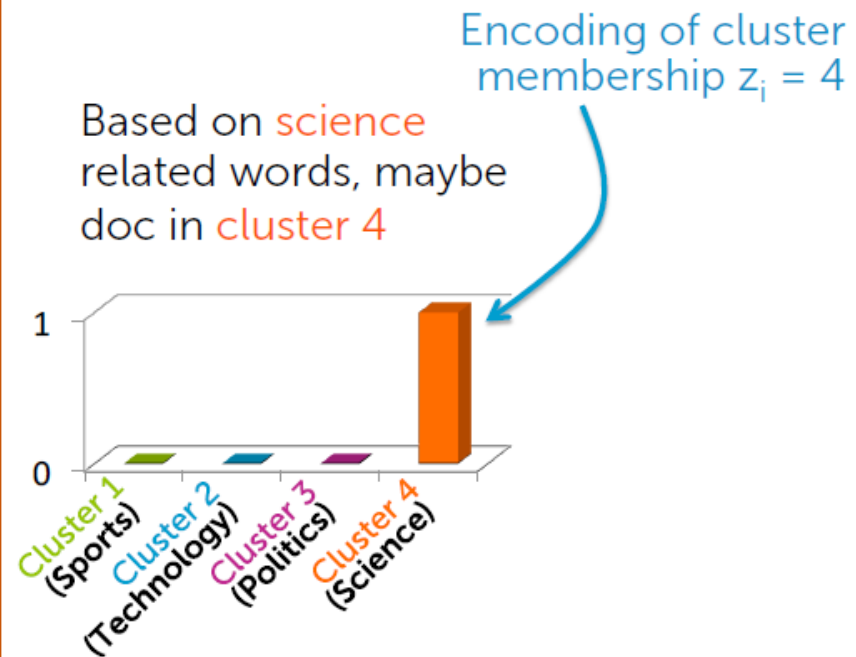 Encoding of cluster
membership zᵢ = 4
Based on science
related words, maybe
doc in cluster 4
1
0
Cluster 1
(Sports)
Cluster 2
(Technology)
Cluster 3
(Politics)
Cluster 4
(Science)